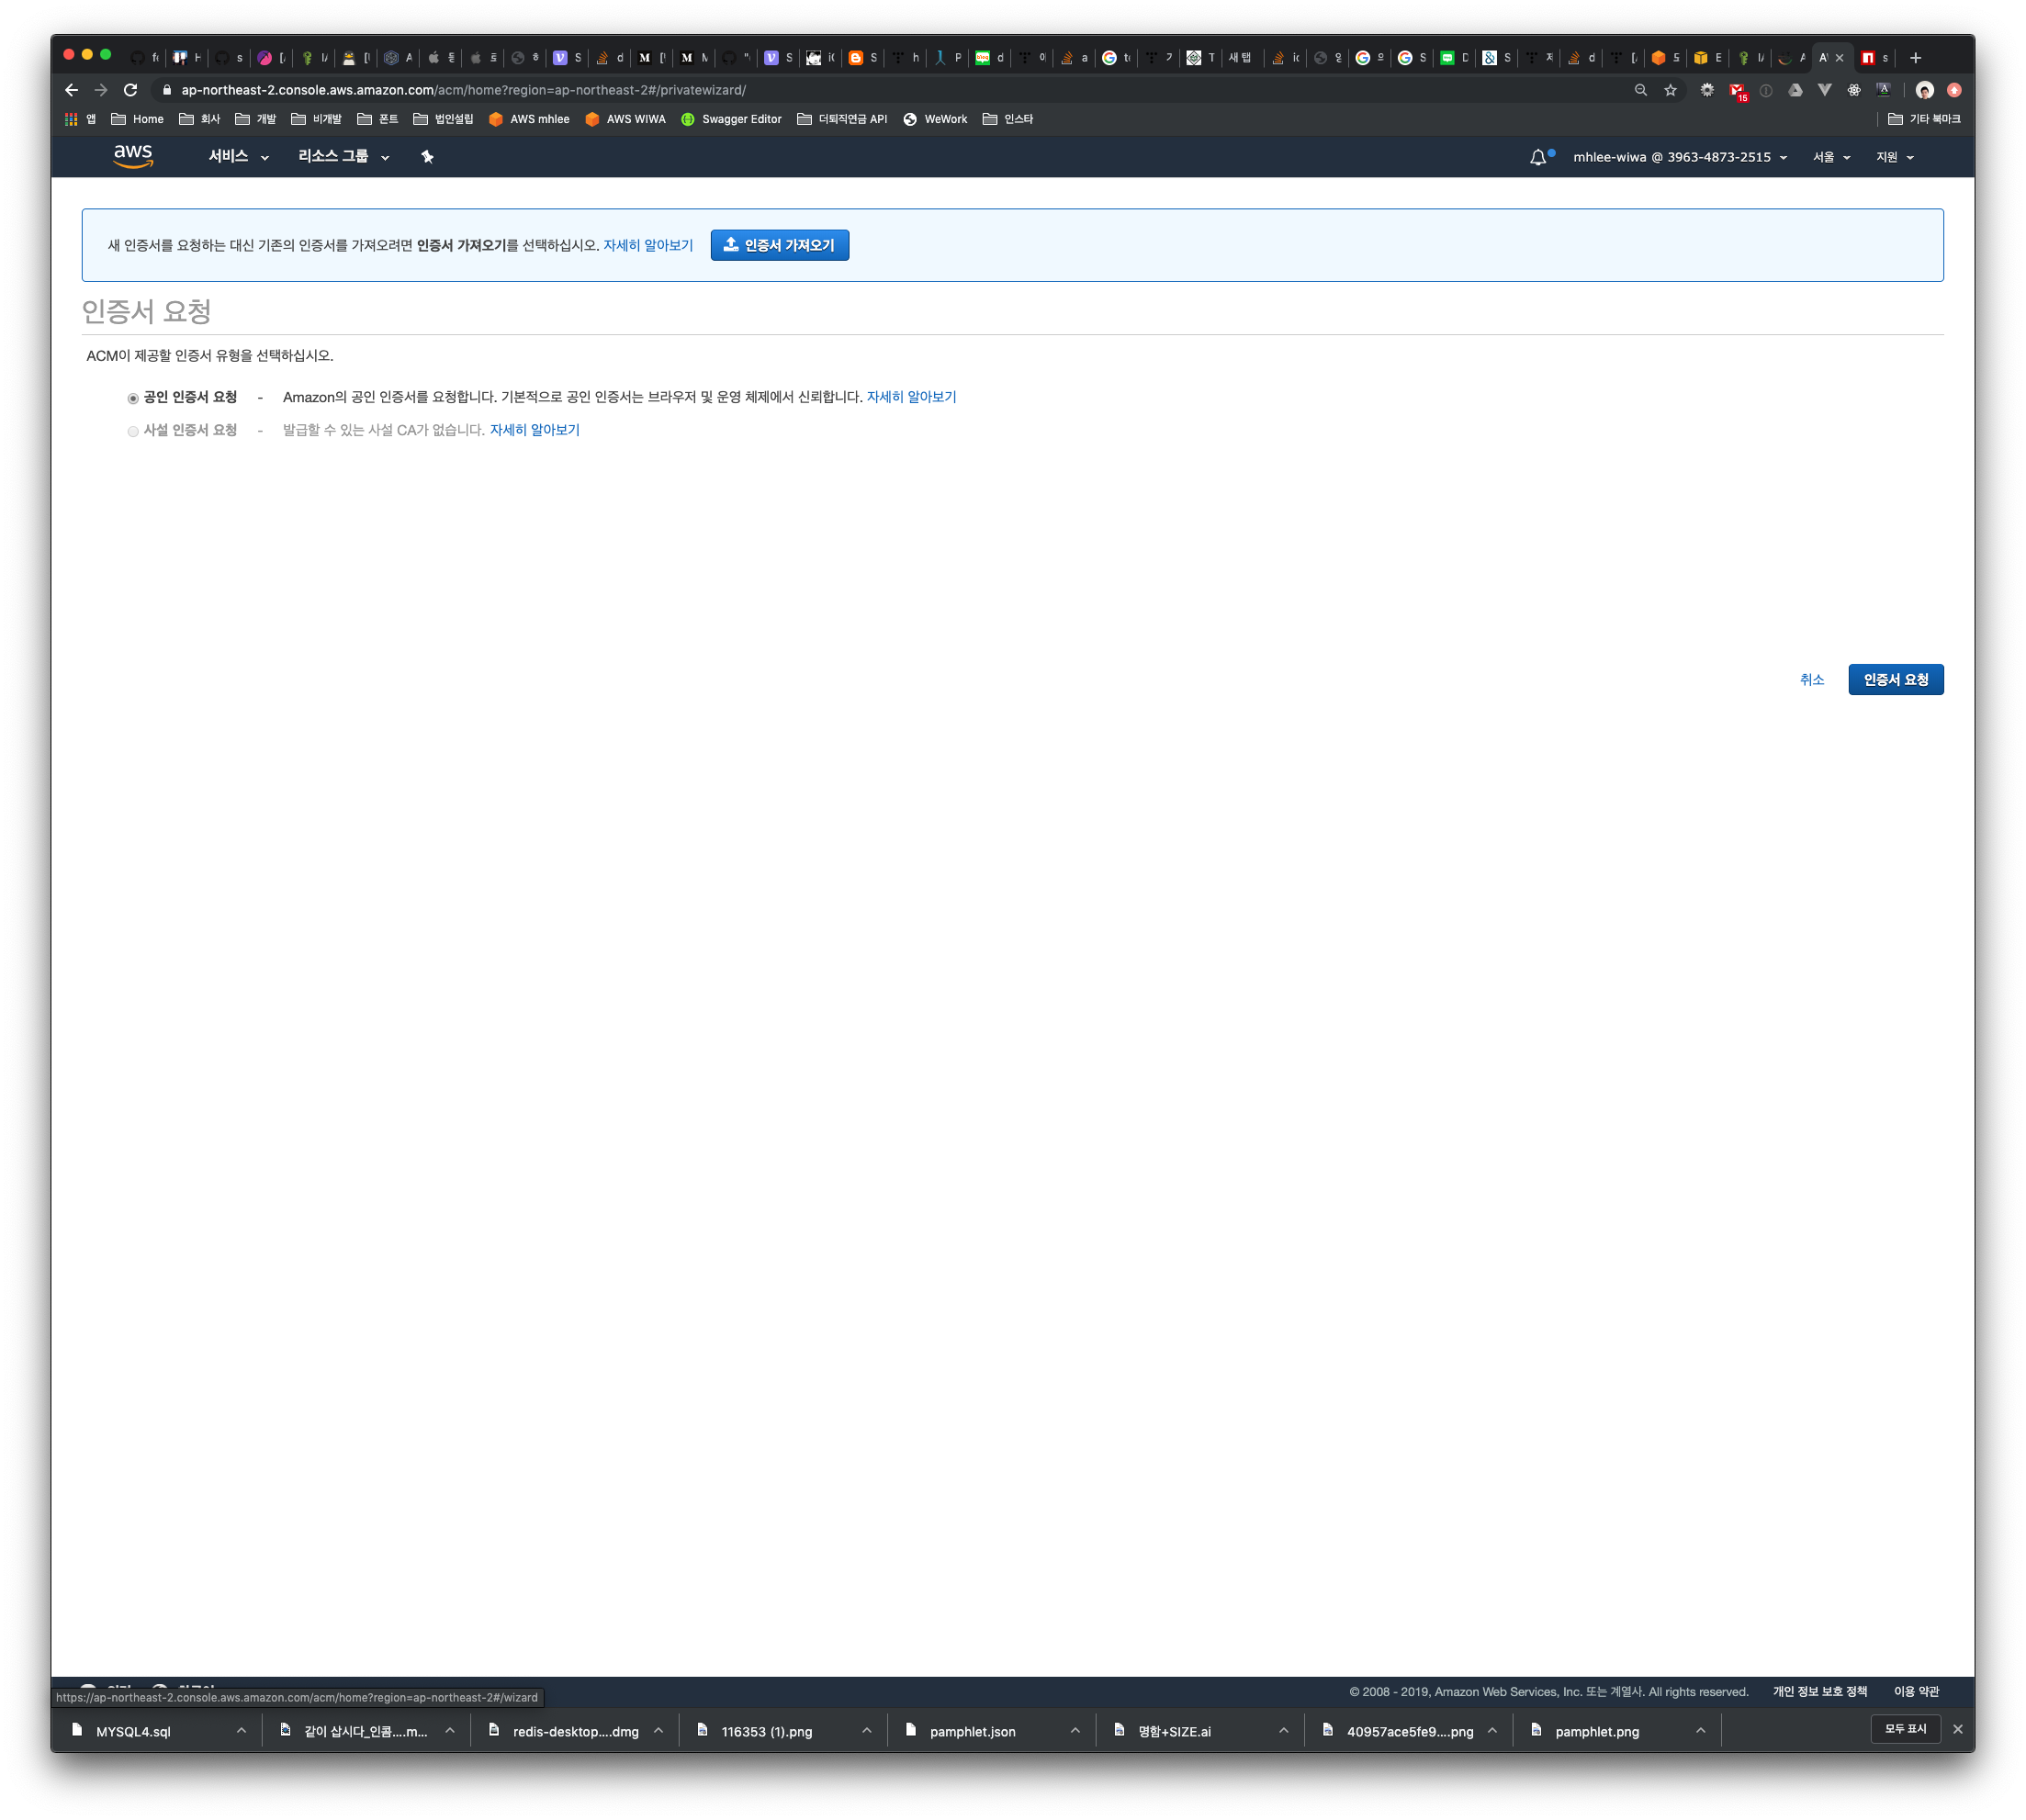 새 탭
ap-northeast-2.console.aws.amazon.com/acm/home?region=ap-northeast-2#/privatewizard/
15
앱 Home 회사 개발 비개발 폰트 법인설립 AWS mhlee AWS WIWA Swagger Editor 더퇴직연금 API WeWork 인스타 기타 북마크
aws 서비스 리소스 그룹 mhlee-wiwa @ 3963-4873-2515 서울 지원
새 인증서를 요청하는 대신 기존의 인증서를 가져오려면 인증서 가져오기를 선택하십시오. 자세히 알아보기 인증서 가져오기
인증서 요청
ACM이 제공할 인증서 유형을 선택하십시오.
공인 인증서 요청 - Amazon의 공인 인증서를 요청합니다. 기본적으로 공인 인증서는 브라우저 및 운영 체제에서 신뢰합니다. 자세히 알아보기
사설 인증서 요청 - 발급할 수 있는 사설 CA가 없습니다. 자세히 알아보기
취소 인증서 요청
© 2008 - 2019, Amazon Web Services, Inc. 또는 계열사. All rights reserved. 개인 정보 보호 정책 이용 약관
https://ap-northeast-2.console.aws.amazon.com/acm/home?region=ap-northeast-2#/wizard
MYSQL4.sql 같이 삽시다_인콤....m... redis-desktop....dmg 116353 (1).png pamphlet.json 명함+SIZE.ai 40957ace5fe9....png pamphlet.png 모두 표시